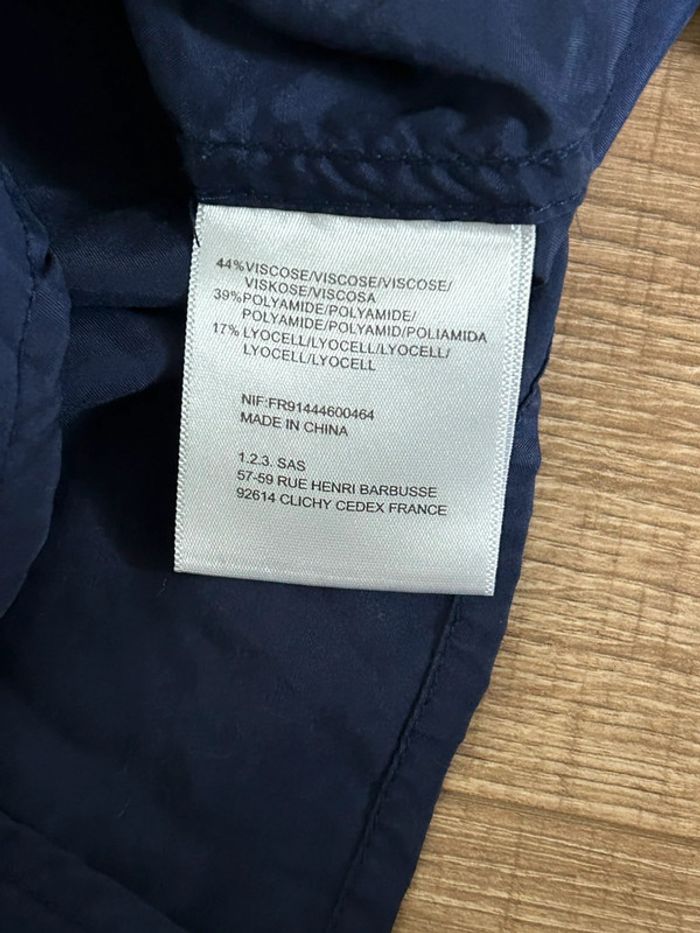 44%VISCOSE/VISCOSE/VISCOSE/
VISKOSE/VISCOSA
39%POLYAMIDE/POLYAMIDE/
POLYAMIDE/POLYAMID/POLIAMIDA
17% LYOCELL/LYOCELL/LYOCELL/
LYOCELL/LYOCELL
NIF:FR91444600464
MADE IN CHINA
1.2.3. SAS
57-59 RUE HENRI BARBUSSE
92614 CLICHY CEDEX FRANCE